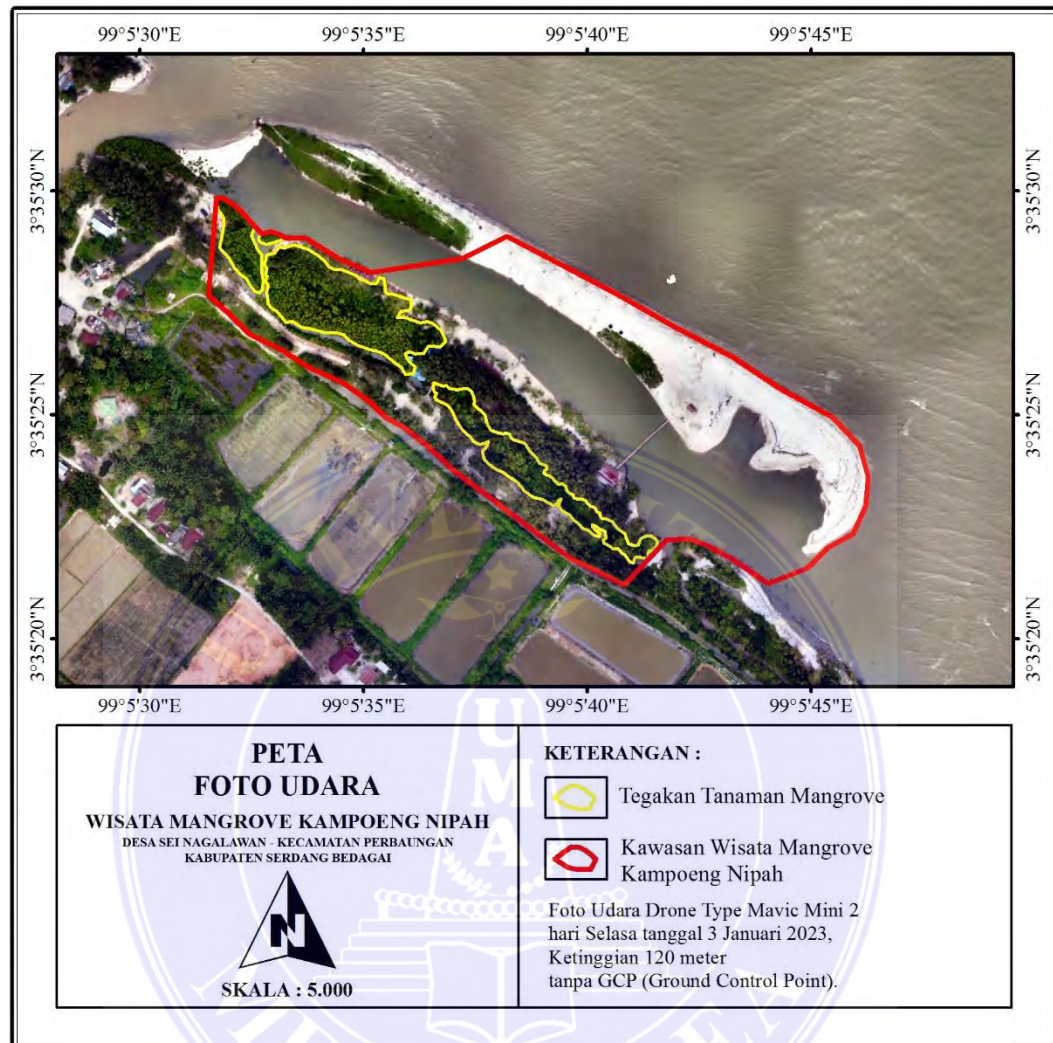 99°5'30"E 99°5'35"E 99°5'40"E 99°5'45"E
3°35'30"N 3°35'30"N
3°35'25"N 3°35'25"N
3°35'20"N 3°35'20"N
99°5'30"E 99°5'35"E 99°5'40"E 99°5'45"E
PETA
FOTO UDARA
WISATA MANGROVE KAMPOENG NIPAH
DESA SEI NAGALAWAN - KECAMATAN PERBAUNGAN
KABUPATEN SERDANG BEDAGAI
N
SKALA : 5.000
KETERANGAN :
Tegakan Tanaman Mangrove
Kawasan Wisata Mangrove
Kampoeng Nipah
Foto Udara Drone Type Mavic Mini 2
hari Selasa tanggal 3 Januari 2023,
Ketinggian 120 meter
tanpa GCP (Ground Control Point).
U
M
A